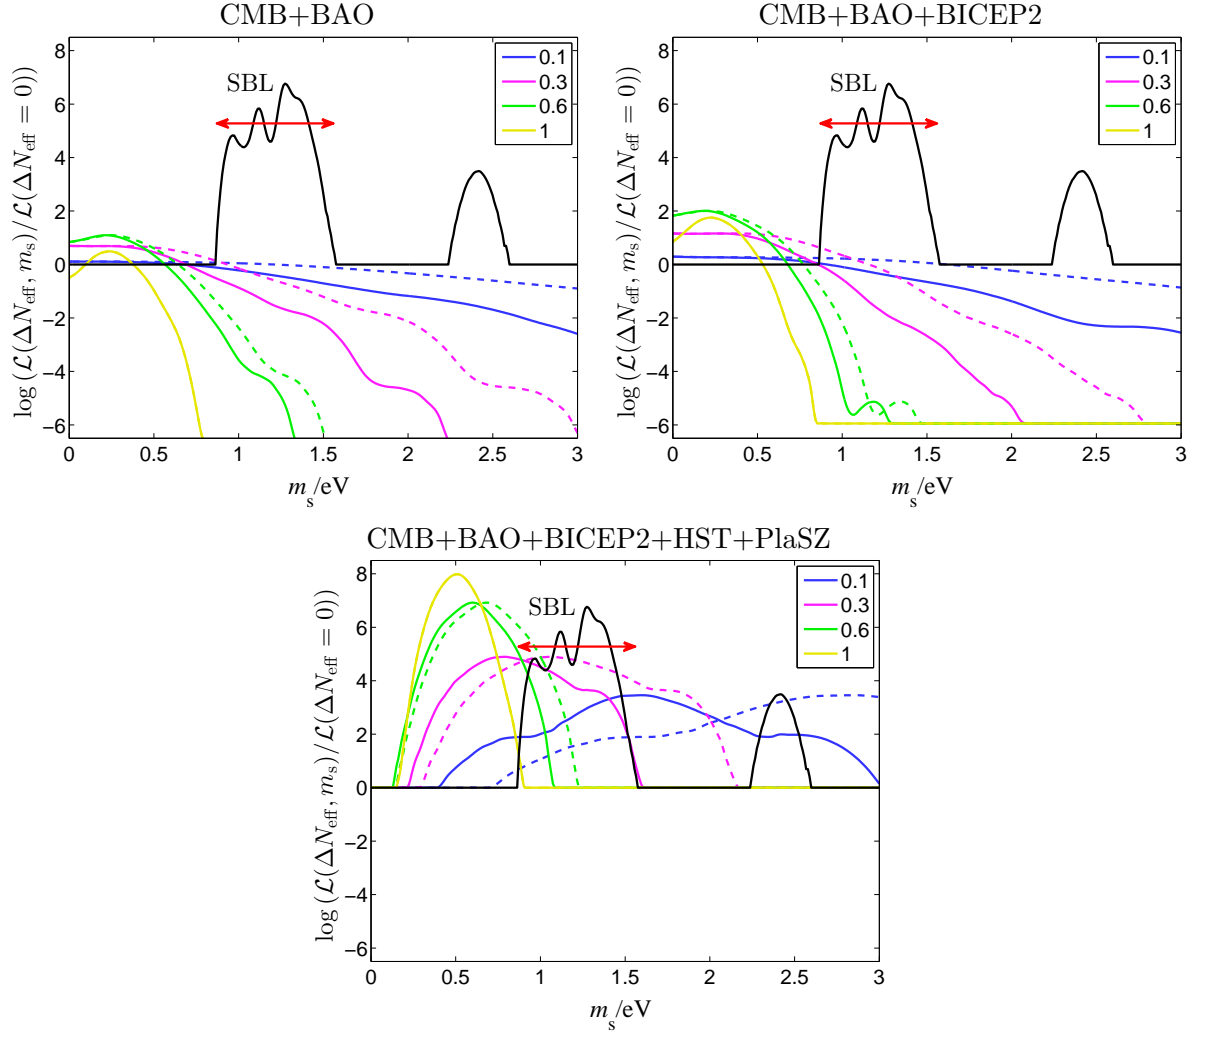 CMB+BAO
log (ℒ(ΔN_eff, m_s)/ℒ(ΔN_eff = 0))
8
6
4
2
0
−2
−4
−6
SBL
0.1
0.3
0.6
1
0 0.5 1 1.5 2 2.5 3
m_s/eV
CMB+BAO+BICEP2
log (ℒ(ΔN_eff, m_s)/ℒ(ΔN_eff = 0))
8
6
4
2
0
−2
−4
−6
SBL
0.1
0.3
0.6
1
0 0.5 1 1.5 2 2.5 3
m_s/eV
CMB+BAO+BICEP2+HST+PlaSZ
log (ℒ(ΔN_eff, m_s)/ℒ(ΔN_eff = 0))
8
6
4
2
0
−2
−4
−6
SBL
0.1
0.3
0.6
1
0 0.5 1 1.5 2 2.5 3
m_s/eV